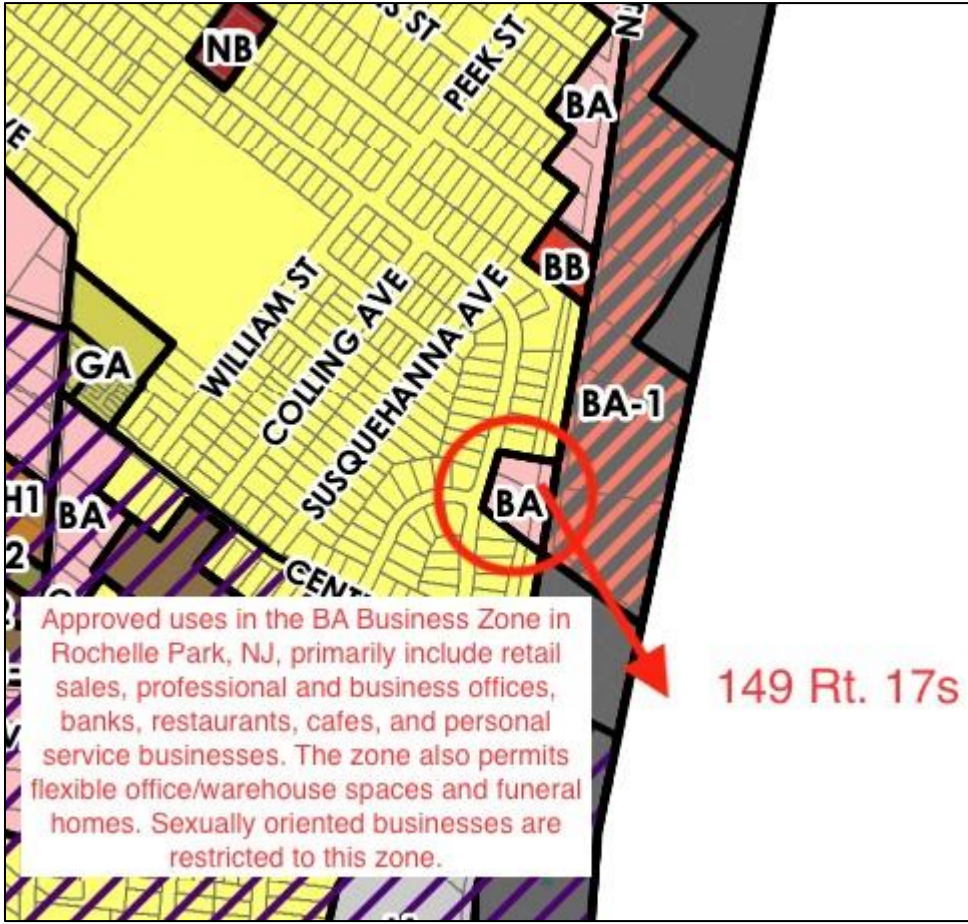 NB
PEEK ST
BA
BB
WILLIAM ST
COLLING AVE
SUSQUEHANNA AVE
GA
BA-1
BA
BA
H1
2
149 Rt. 17s
Approved uses in the BA Business Zone in
Rochelle Park, NJ, primarily include retail
sales, professional and business offices,
banks, restaurants, cafes, and personal
service businesses. The zone also permits
flexible office/warehouse spaces and funeral
homes. Sexually oriented businesses are
restricted to this zone.